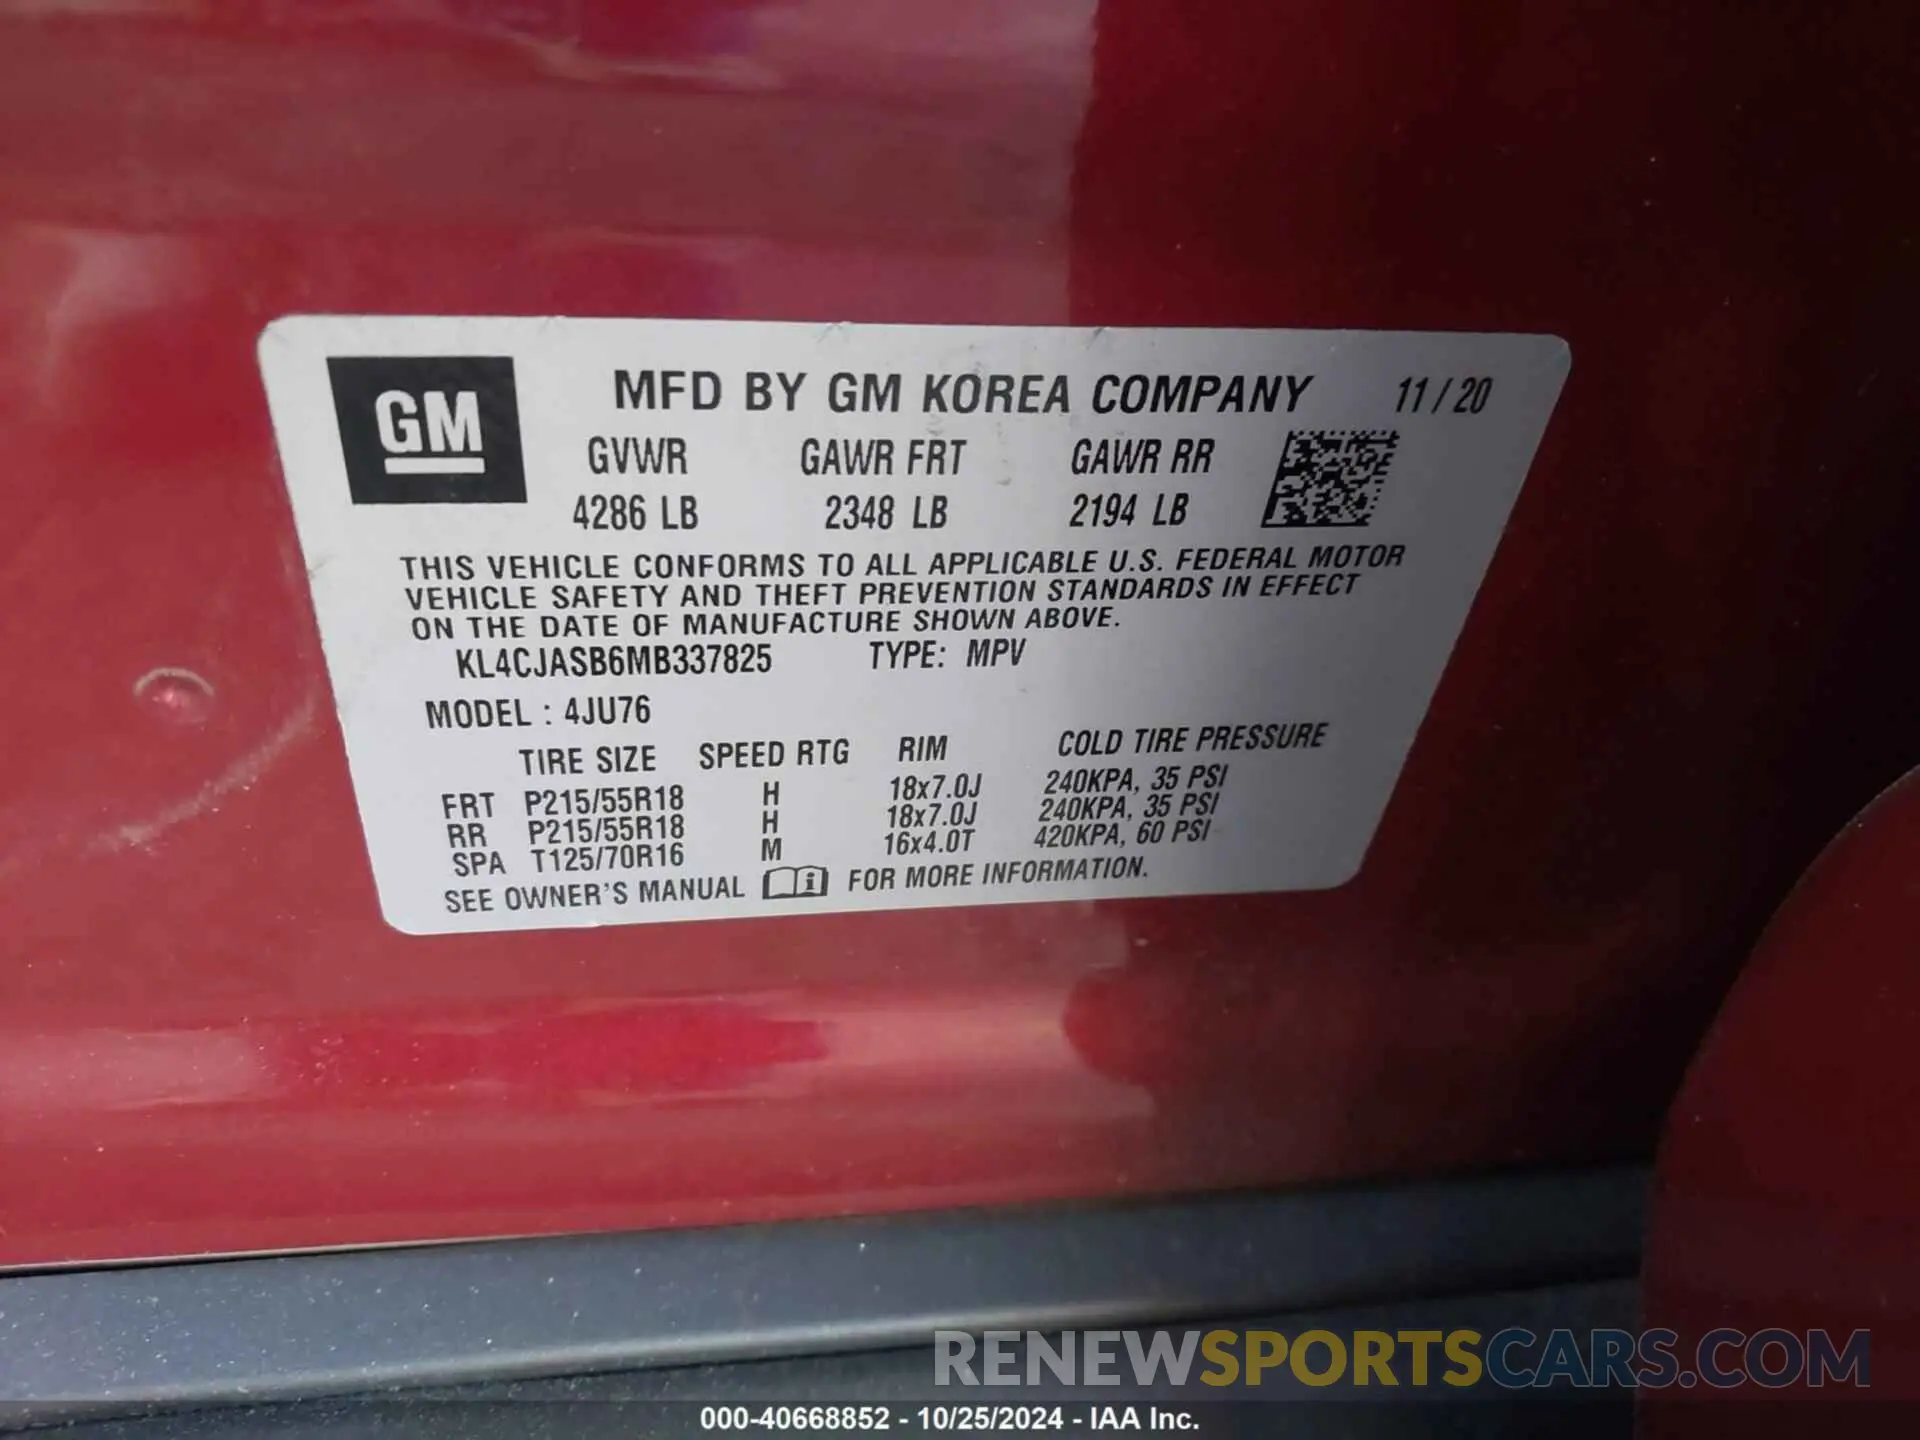 GM
MFD BY GM KOREA COMPANY 11/20
GVWR GAWR FRT GAWR RR
4286 LB 2348 LB 2194 LB
THIS VEHICLE CONFORMS TO ALL APPLICABLE U.S. FEDERAL MOTOR
VEHICLE SAFETY AND THEFT PREVENTION STANDARDS IN EFFECT
ON THE DATE OF MANUFACTURE SHOWN ABOVE.
KL4CJASB6MB337825 TYPE: MPV
MODEL : 4JU76
TIRE SIZE SPEED RTG RIM COLD TIRE PRESSURE
FRT P215/55R18 H 18x7.0J 240KPA, 35 PSI
RR P215/55R18 H 18x7.0J 240KPA, 35 PSI
SPA T125/70R16 M 16x4.0T 420KPA, 60 PSI
SEE OWNER'S MANUAL i FOR MORE INFORMATION.
RENEWSPORTSCARS.COM
000-40668852 - 10/25/2024 - IAA Inc.